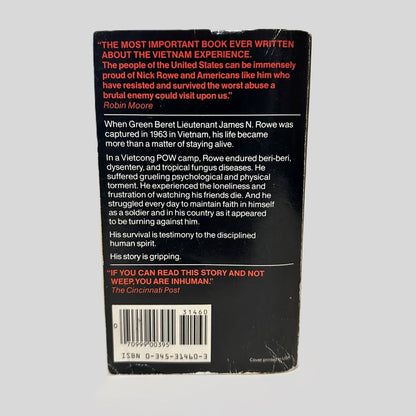 "THE MOST IMPORTANT BOOK EVER WRITTEN
ABOUT THE VIETNAM EXPERIENCE.
The people of the United States can be immensely
proud of Nick Rowe and Americans like him who
have resisted and survived the worst abuse a
brutal enemy could visit upon us."
Robin Moore
When Green Beret Lieutenant James N. Rowe was
captured in 1963 in Vietnam, his life became
more than a matter of staying alive.
In a Vietcong POW camp, Rowe endured beri-beri,
dysentery, and tropical fungus diseases. He
suffered grueling psychological and physical
torment. He experienced the loneliness and
frustration of watching his friends die. And he
struggled every day to maintain faith in himself
as a soldier and in his country as it appeared
to be turning against him.
His survival is testimony to the disciplined
human spirit.
His story is gripping.
"IF YOU CAN READ THIS STORY AND NOT
WEEP, YOU ARE INHUMAN."
The Cincinnati Post
31460
0
70999 00395
ISBN 0-345-31460-3
Cover printed in USA